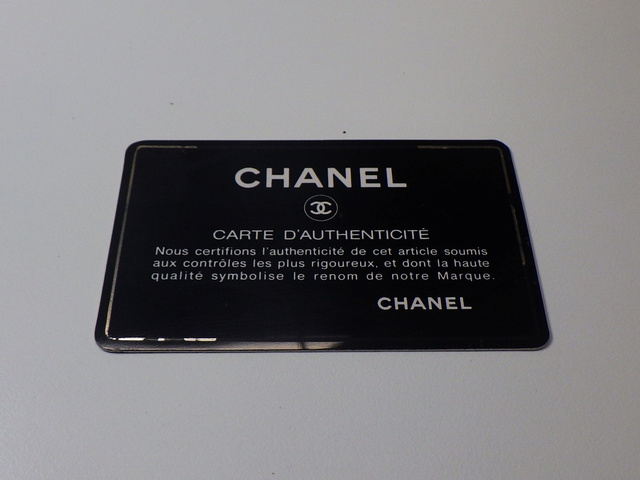 CHANEL
CARTE D'AUTHENTICITÉ
Nous certifions l'authenticité de cet article soumis
aux contrôles les plus rigoureux, et dont la haute
qualité symbolise le renom de notre Marque.
CHANEL